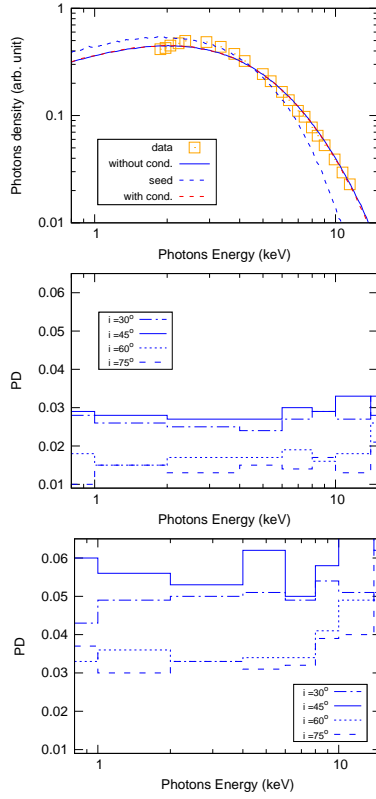 1
Photons density (arb. unit)
0.1
data
without cond.
seed
with cond.
0.01
1
10
Photons Energy (keV)
0.06
0.05
0.04
0.03
0.02
0.01
PD
i =30°
i =45°
i =60°
i =75°
1
10
Photons Energy (keV)
0.06
0.05
0.04
0.03
0.02
0.01
PD
i =30°
i =45°
i =60°
i =75°
1
10
Photons Energy (keV)